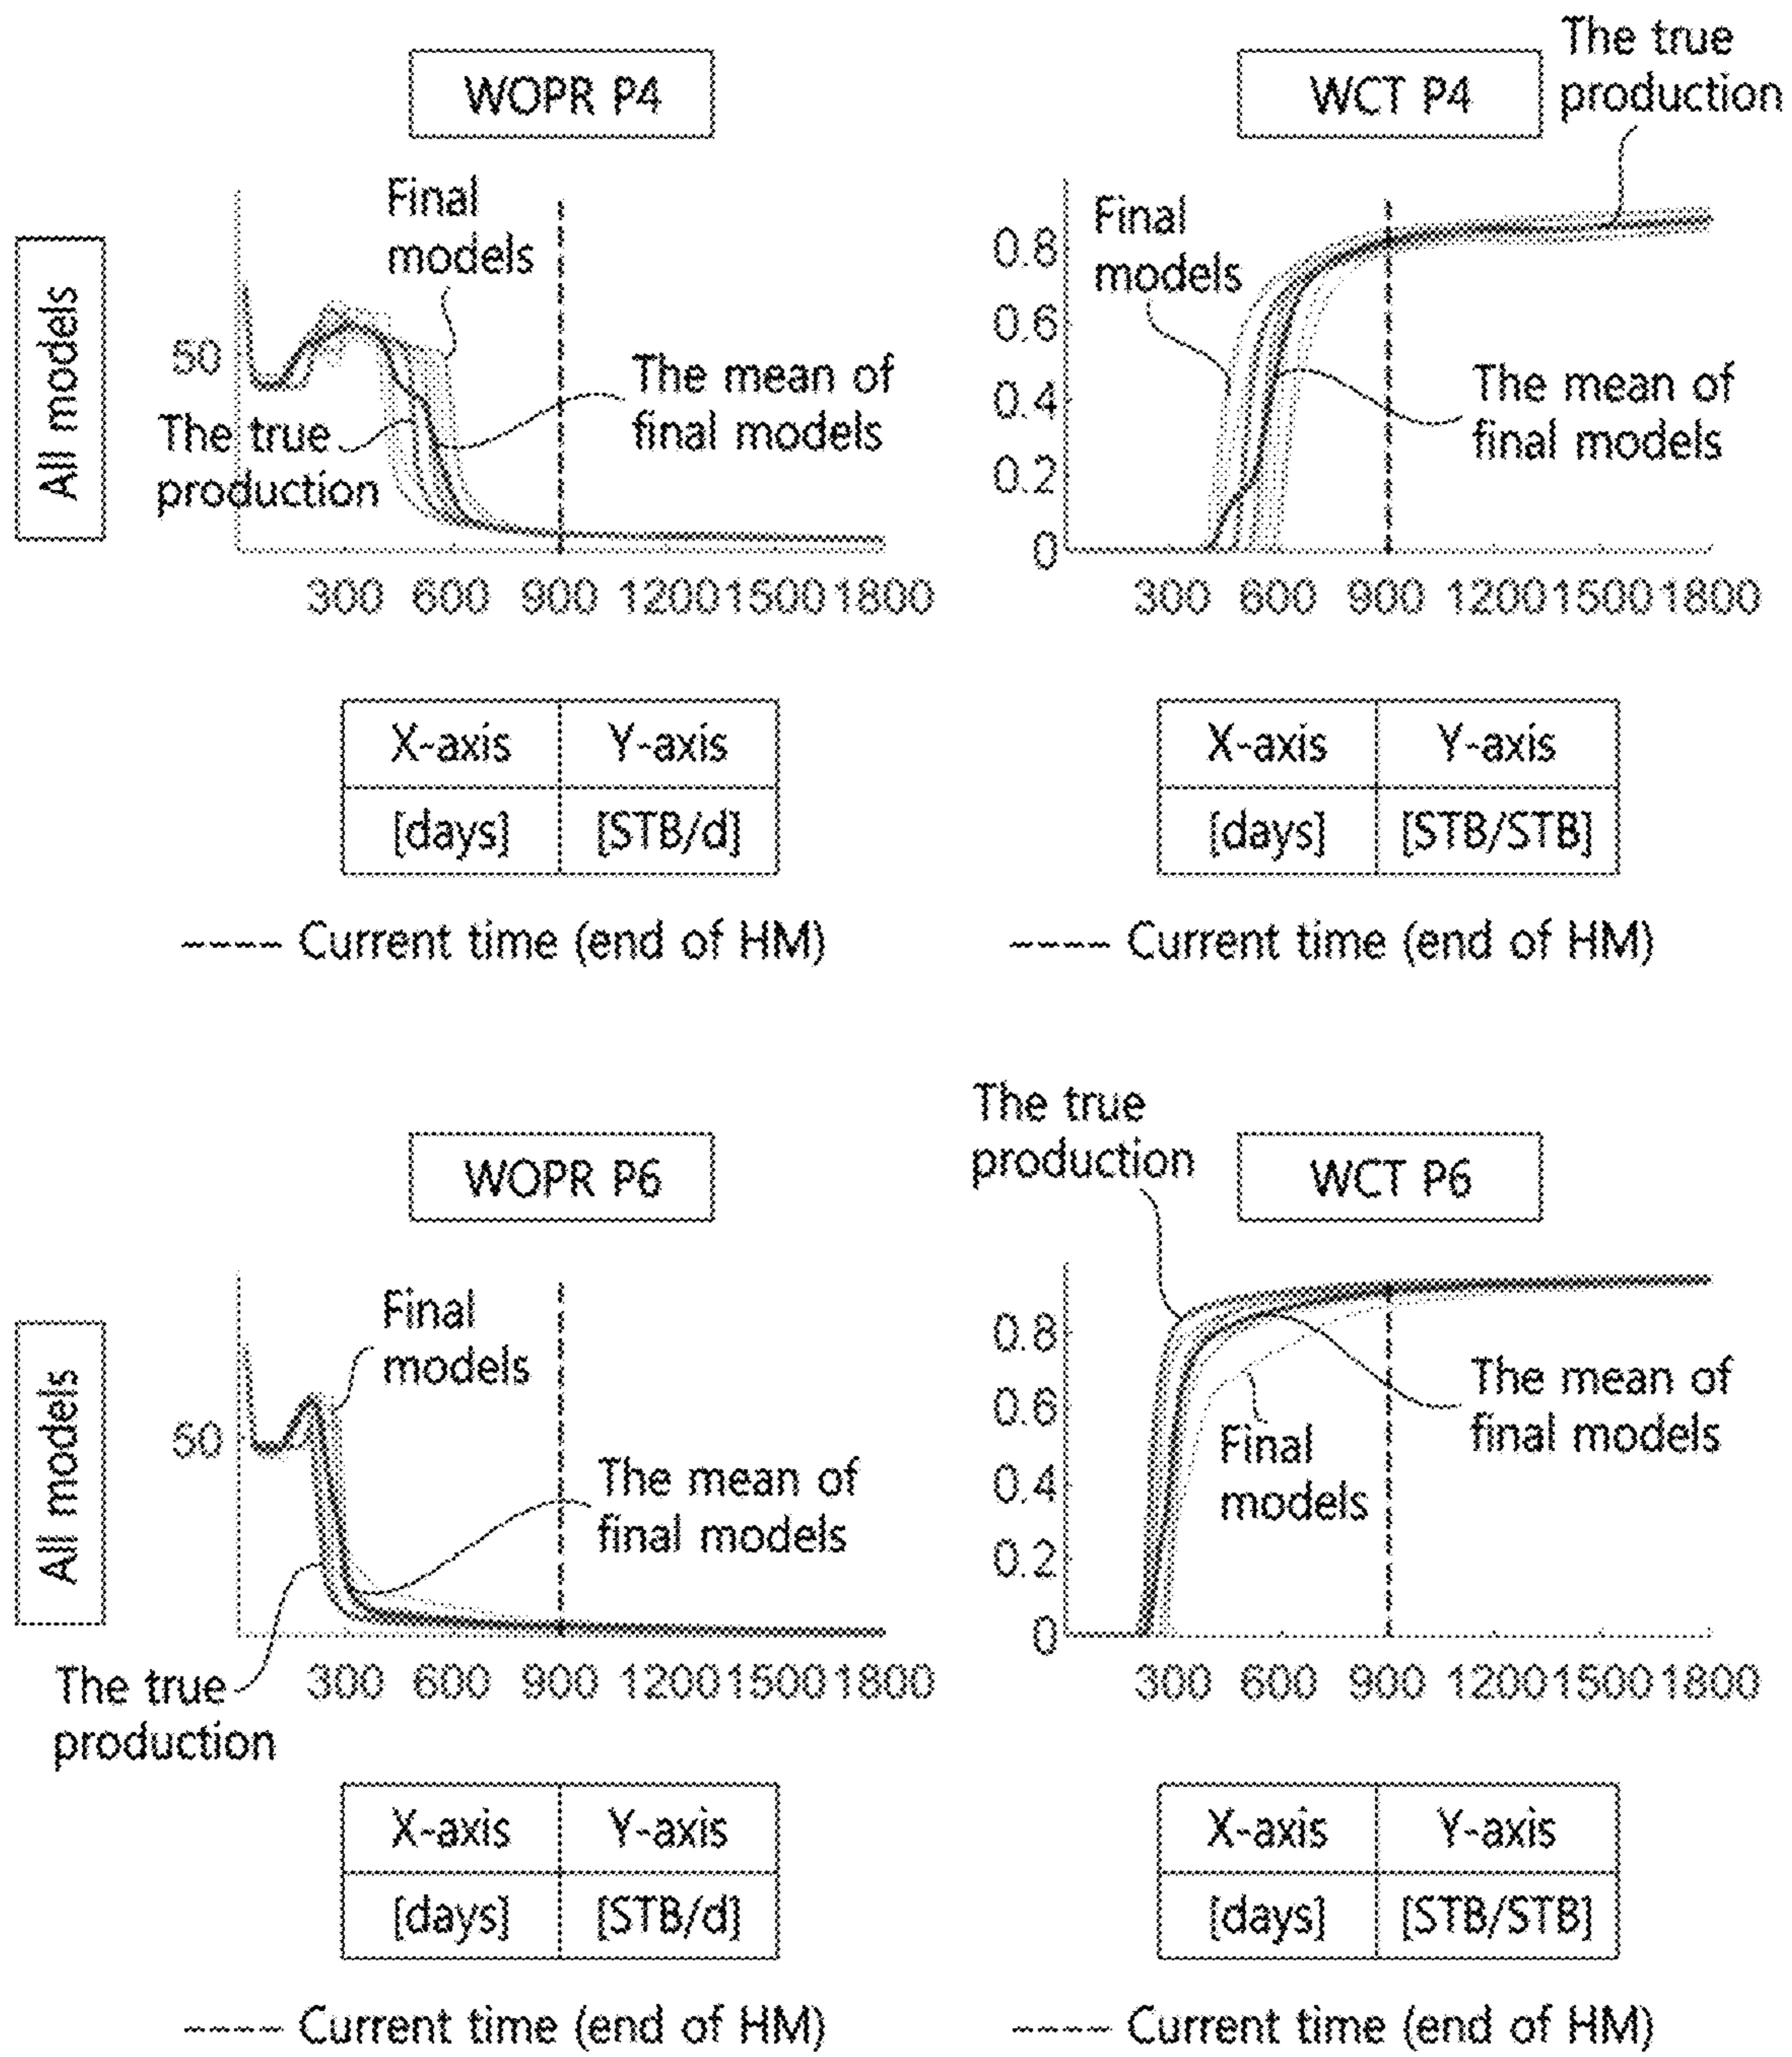 The true
production
WOPR P4
WCT P4
Final
models
Final
models
All models
50
The mean of
final models
The true
production
0.8
0.6
0.4
0.2
0
The mean of
final models
300 600 900 1200 1500 1800
300 600 900 1200 1500 1800
X-axis Y-axis
[days] [STB/d]
X-axis Y-axis
[days] [STB/STB]
Current time (end of HM)
Current time (end of HM)
The true
production
WOPR P6
WCT P6
Final
models
All models
50
The mean of
final models
The true
production
0.8
0.6
0.4
0.2
0
The mean of
final models
Final
models
300 600 900 1200 1500 1800
300 600 900 1200 1500 1800
X-axis Y-axis
[days] [STB/d]
X-axis Y-axis
[days] [STB/STB]
Current time (end of HM)
Current time (end of HM)